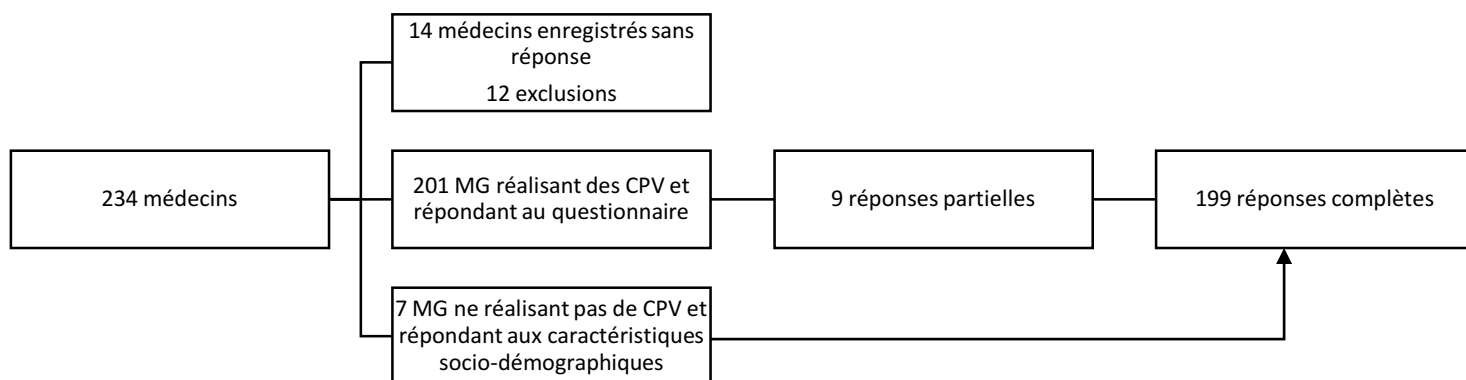 14 médecins enregistrés sans
réponse
12 exclusions
234 médecins
201 MG réalisant des CPV et
répondant au questionnaire
9 réponses partielles
199 réponses complètes
7 MG ne réalisant pas de CPV et
répondant aux caractéristiques
socio-démographiques